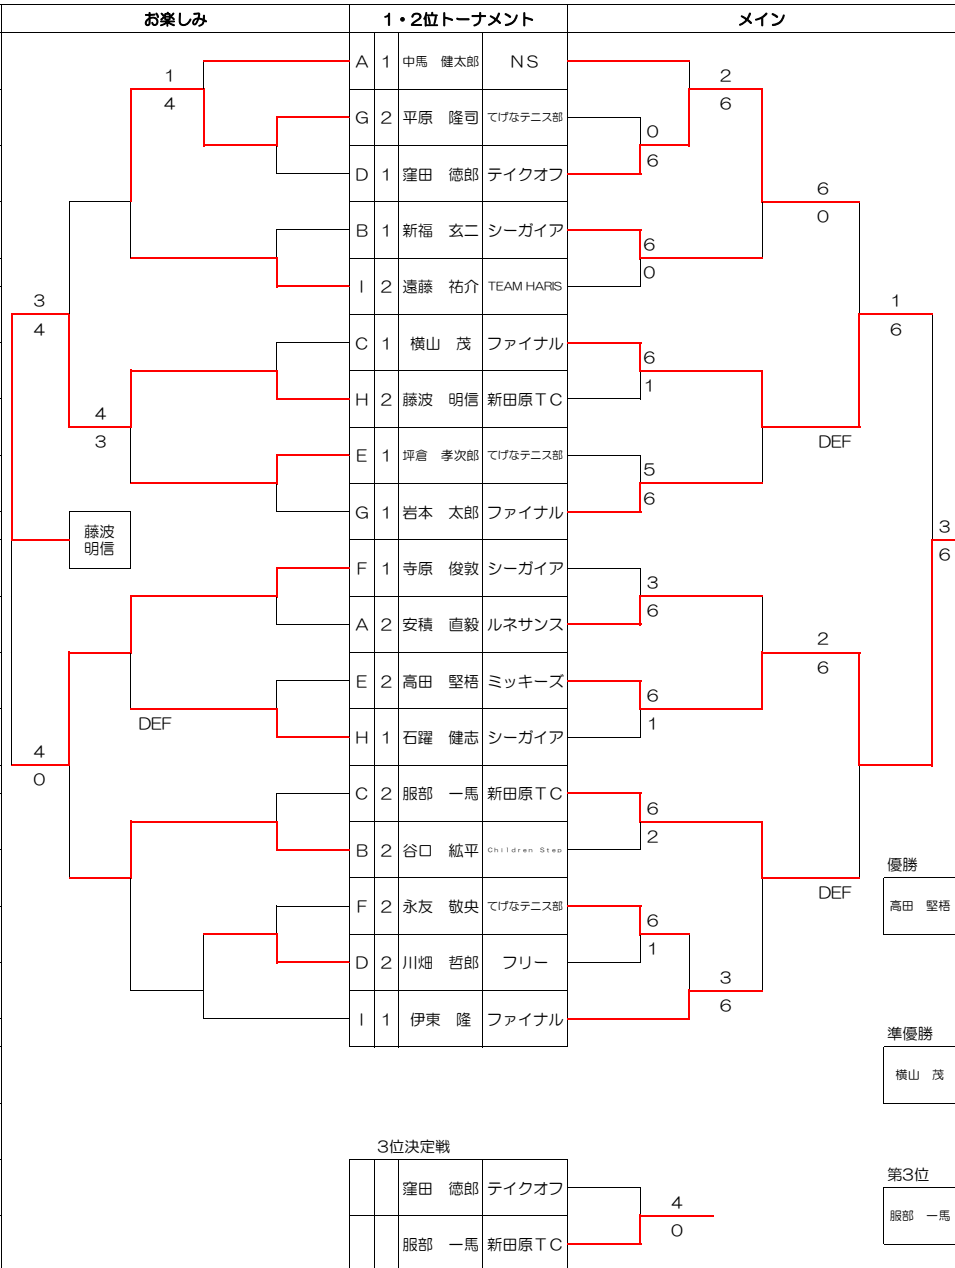 お楽しみ 1・2位トーナメント メイン
A 1 中馬 健太郎 NS
1 2
4 6
G 2 平原 隆司 てげなテニス部
0
6
D 1 窪田 徳郎 テイクオフ
6
0
B 1 新福 玄二 シーガイア
6
0
I 2 遠藤 祐介 TEAM HARIS
3 1
4 6
C 1 横山 茂 ファイナル
6
1
H 2 藤波 明信 新田原TC
4
3 DEF
E 1 坪倉 孝次郎 てげなテニス部
5
6
G 1 岩本 太郎 ファイナル
藤波
明信
3
6
F 1 寺原 俊敦 シーガイア
3
6
A 2 安積 直毅 ルネサンス
2
6
E 2 高田 堅梧 ミッキーズ
6
1
DEF
H 1 石躍 健志 シーガイア
4
0
C 2 服部 一馬 新田原TC
6
2
B 2 谷口 紘平 Children Step
優勝
DEF
高田 堅梧
F 2 永友 敬央 てげなテニス部
6
1
D 2 川畑 哲郎 フリー
3
6
I 1 伊東 隆 ファイナル
準優勝
横山 茂
3位決定戦
第3位
窪田 徳郎 テイクオフ
4
0
服部 一馬
服部 一馬 新田原TC